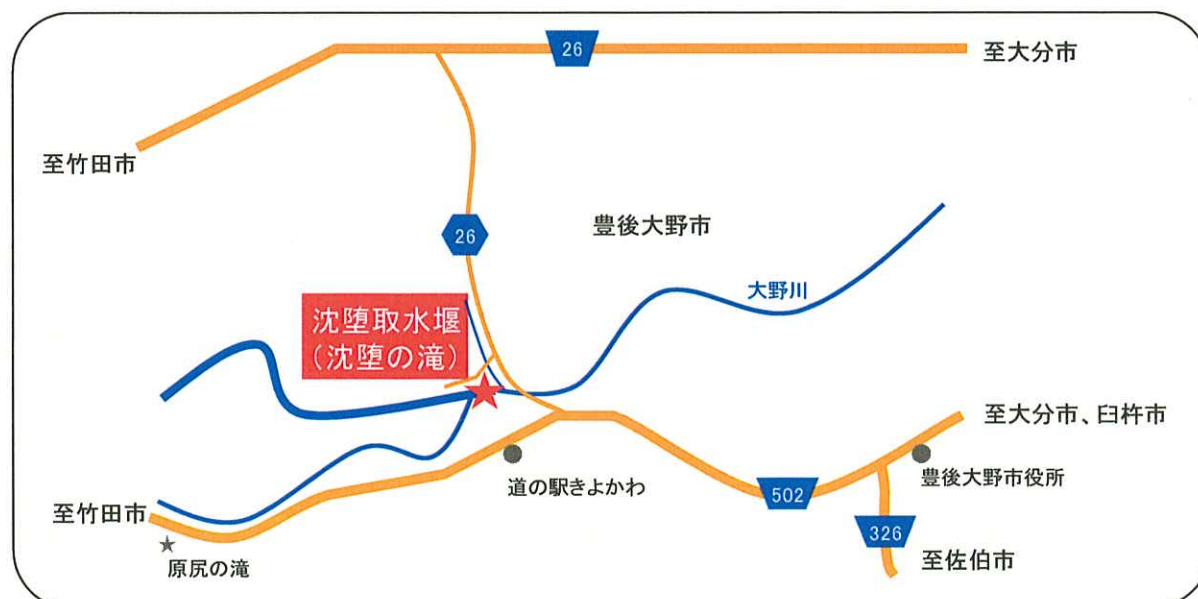 26
至大分市
至竹田市
26
豊後大野市
大野川
沈堕取水堰
(沈堕の滝)
至大分市、臼杵市
道の駅きよかわ
豊後大野市役所
502
至竹田市
326
原尻の滝
至佐伯市